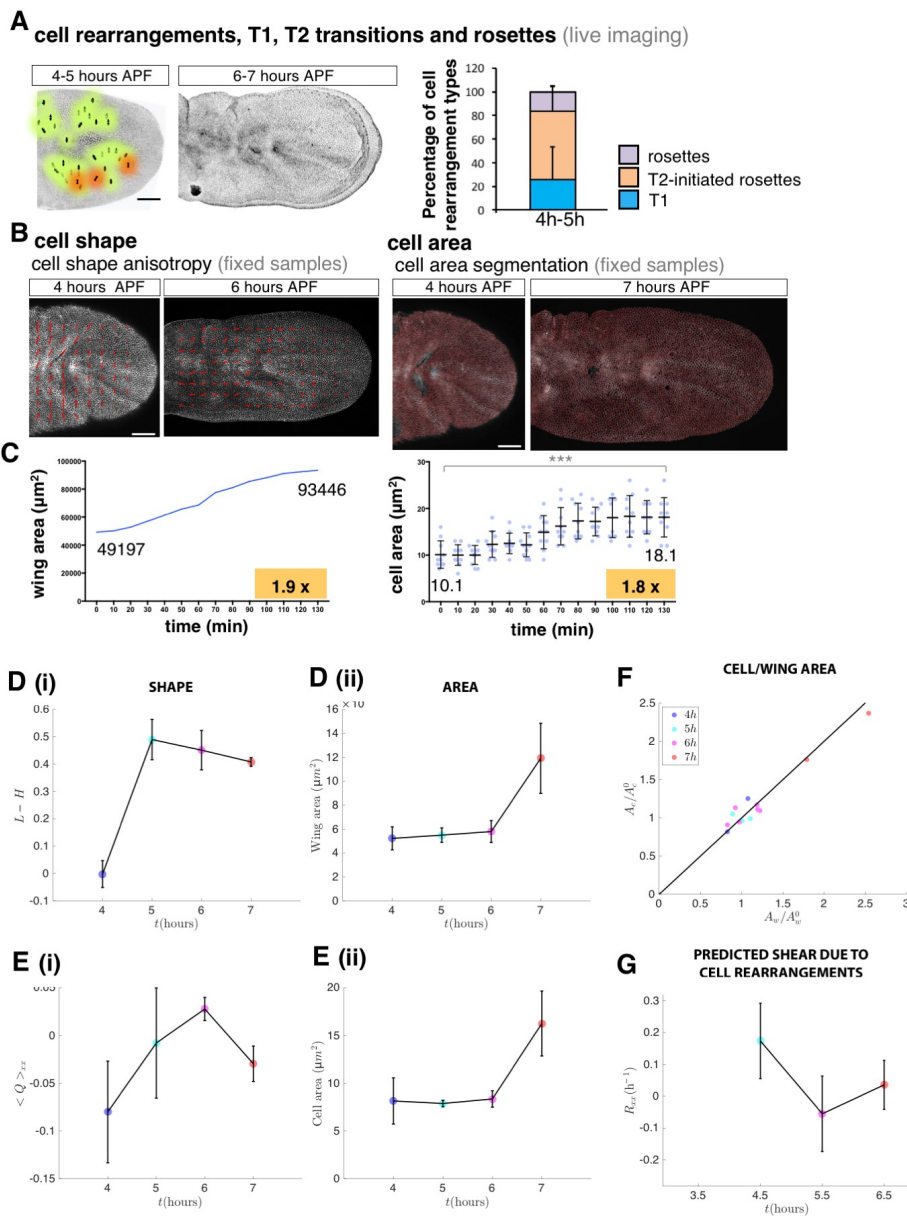 A cell rearrangements, T1, T2 transitions and rosettes (live imaging)
4-5 hours APF
6-7 hours APF
Percentage of cell
rearrangement types
120
100
80
60
40
20
0
4h-5h
rosettes
T2-initiated rosettes
T1
B cell shape
cell shape anisotropy (fixed samples)
4 hours APF
6 hours APF
cell area
cell area segmentation (fixed samples)
4 hours APF
7 hours APF
C
wing area (µm²)
100000
80000
60000
40000
20000
0
49197
93446
1.9 x
0 10 20 30 40 50 60 70 80 90 100 110 120 130
time (min)
cell area (µm²)
30
20
10
0
***
10.1
18.1
1.8 x
0 10 20 30 40 50 60 70 80 90 100 110 120 130
time (min)
D (i)
SHAPE
0.6
0.5
0.4
0.3
0.2
0.1
0
-0.1
L − H
4 5 6 7
t(hours)
D (ii)
AREA
16 × 10
14
12
10
8
6
4
2
0
Wing area (µm²)
4 5 6 7
t(hours)
F
CELL/WING AREA
4h
5h
6h
7h
2.5
2
1.5
1
0.5
0
A_c/A_c^0
0 0.5 1 1.5 2 2.5 3
A_w/A_w^0
E (i)
0.05
0
-0.05
-0.1
-0.15
< Q >_xx
4 5 6 7
t(hours)
E (ii)
20
15
10
5
0
Cell area (µm²)
4 5 6 7
t(hours)
G
PREDICTED SHEAR DUE TO
CELL REARRANGEMENTS
0.3
0.2
0.1
0
-0.1
-0.2
R_xx(h⁻¹)
3.5 4.5 5.5 6.5
t(hours)